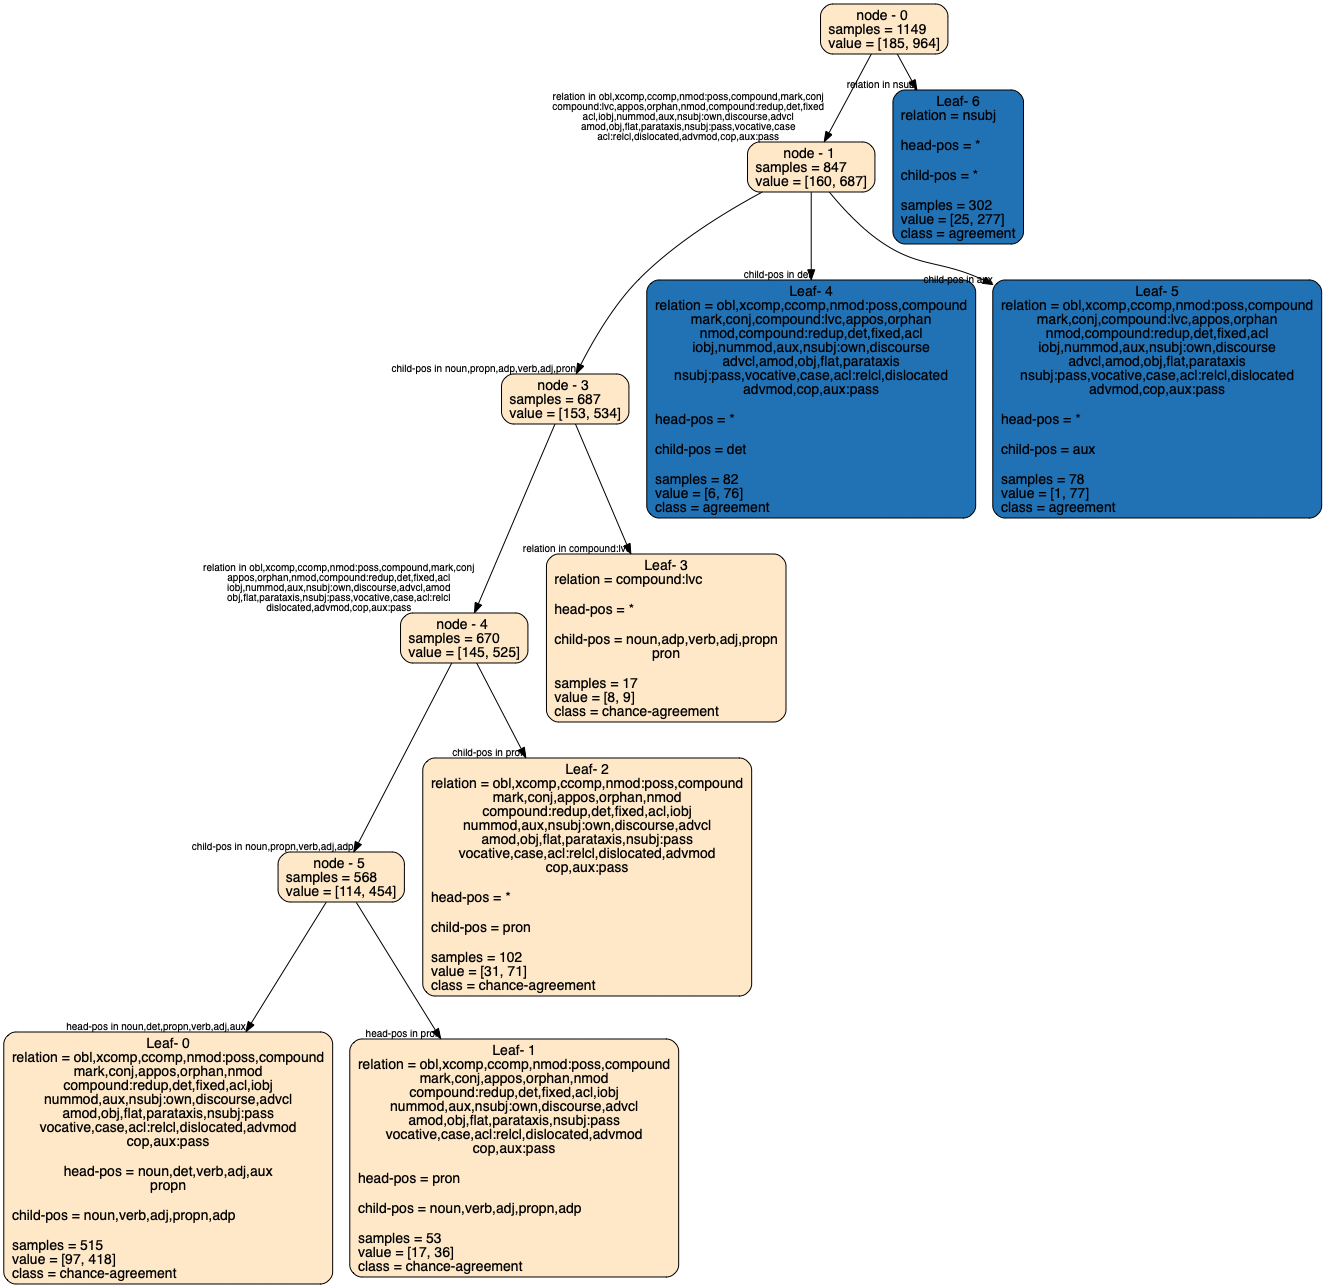 node - 0
samples = 1149
value = [185, 964]
relation in nsubj
relation in obl,xcomp,ccomp,nmod:poss,compound,mark,conj
compound:lvc,appos,orphan,nmod,compound:redup,det,fixed
acl,iobj,nummod,aux,nsubj:own,discourse,advcl
amod,obj,flat,parataxis,nsubj:pass,vocative,case
acl:relcl,dislocated,advmod,cop,aux:pass
Leaf- 6
relation = nsubj
head-pos = *
child-pos = *
samples = 302
value = [25, 277]
class = agreement
node - 1
samples = 847
value = [160, 687]
child-pos in det
child-pos in aux
Leaf- 4
relation = obl,xcomp,ccomp,nmod:poss,compound
mark,conj,compound:lvc,appos,orphan
nmod,compound:redup,det,fixed,acl
iobj,nummod,aux,nsubj:own,discourse
advcl,amod,obj,flat,parataxis
nsubj:pass,vocative,case,acl:relcl,dislocated
advmod,cop,aux:pass
head-pos = *
child-pos = det
samples = 82
value = [6, 76]
class = agreement
Leaf- 5
relation = obl,xcomp,ccomp,nmod:poss,compound
mark,conj,compound:lvc,appos,orphan
nmod,compound:redup,det,fixed,acl
iobj,nummod,aux,nsubj:own,discourse
advcl,amod,obj,flat,parataxis
nsubj:pass,vocative,case,acl:relcl,dislocated
advmod,cop,aux:pass
head-pos = *
child-pos = aux
samples = 78
value = [1, 77]
class = agreement
child-pos in noun,propn,adp,verb,adj,pron
node - 3
samples = 687
value = [153, 534]
relation in compound:lvc
relation in obl,xcomp,ccomp,nmod:poss,compound,mark,conj
appos,orphan,nmod,compound:redup,det,fixed,acl
iobj,nummod,aux,nsubj:own,discourse,advcl,amod
obj,flat,parataxis,nsubj:pass,vocative,case,acl:relcl
dislocated,advmod,cop,aux:pass
Leaf- 3
relation = compound:lvc
head-pos = *
child-pos = noun,adp,verb,adj,propn
pron
samples = 17
value = [8, 9]
class = chance-agreement
node - 4
samples = 670
value = [145, 525]
child-pos in pron
Leaf- 2
relation = obl,xcomp,ccomp,nmod:poss,compound
mark,conj,appos,orphan,nmod
compound:redup,det,fixed,acl,iobj
nummod,aux,nsubj:own,discourse,advcl
amod,obj,flat,parataxis,nsubj:pass
vocative,case,acl:relcl,dislocated,advmod
cop,aux:pass
head-pos = *
child-pos = pron
samples = 102
value = [31, 71]
class = chance-agreement
child-pos in noun,propn,verb,adj,adp
node - 5
samples = 568
value = [114, 454]
head-pos in noun,det,propn,verb,adj,aux
head-pos in pron
Leaf- 0
relation = obl,xcomp,ccomp,nmod:poss,compound
mark,conj,appos,orphan,nmod
compound:redup,det,fixed,acl,iobj
nummod,aux,nsubj:own,discourse,advcl
amod,obj,flat,parataxis,nsubj:pass
vocative,case,acl:relcl,dislocated,advmod
cop,aux:pass
head-pos = noun,det,verb,adj,aux
propn
child-pos = noun,verb,adj,propn,adp
samples = 515
value = [97, 418]
class = chance-agreement
Leaf- 1
relation = obl,xcomp,ccomp,nmod:poss,compound
mark,conj,appos,orphan,nmod
compound:redup,det,fixed,acl,iobj
nummod,aux,nsubj:own,discourse,advcl
amod,obj,flat,parataxis,nsubj:pass
vocative,case,acl:relcl,dislocated,advmod
cop,aux:pass
head-pos = pron
child-pos = noun,verb,adj,propn,adp
samples = 53
value = [17, 36]
class = chance-agreement